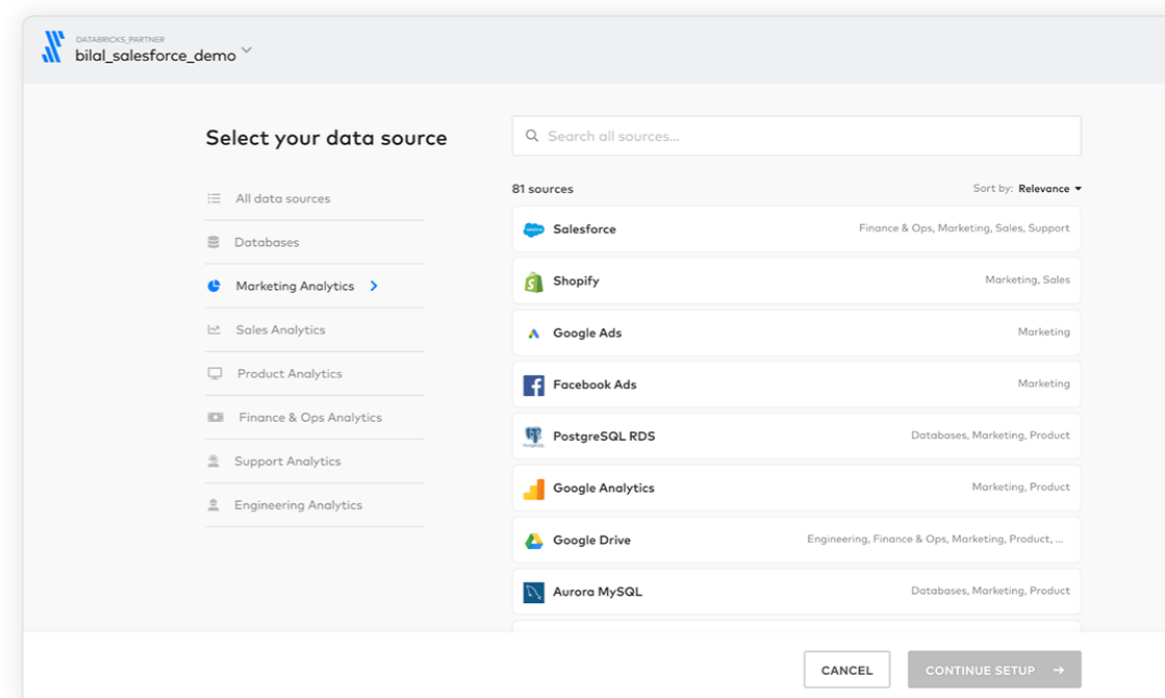 DATABRICKS_PARTNER
bilal_salesforce_demo
Select your data source
All data sources
Databases
Marketing Analytics
Sales Analytics
Product Analytics
Finance & Ops Analytics
Support Analytics
Engineering Analytics
Search all sources...
81 sources
Sort by: Relevance
Salesforce Finance & Ops, Marketing, Sales, Support
Shopify Marketing, Sales
Google Ads Marketing
Facebook Ads Marketing
PostgreSQL RDS Databases, Marketing, Product
Google Analytics Marketing, Product
Google Drive Engineering, Finance & Ops, Marketing, Product, ...
Aurora MySQL Databases, Marketing, Product
CANCEL
CONTINUE SETUP →